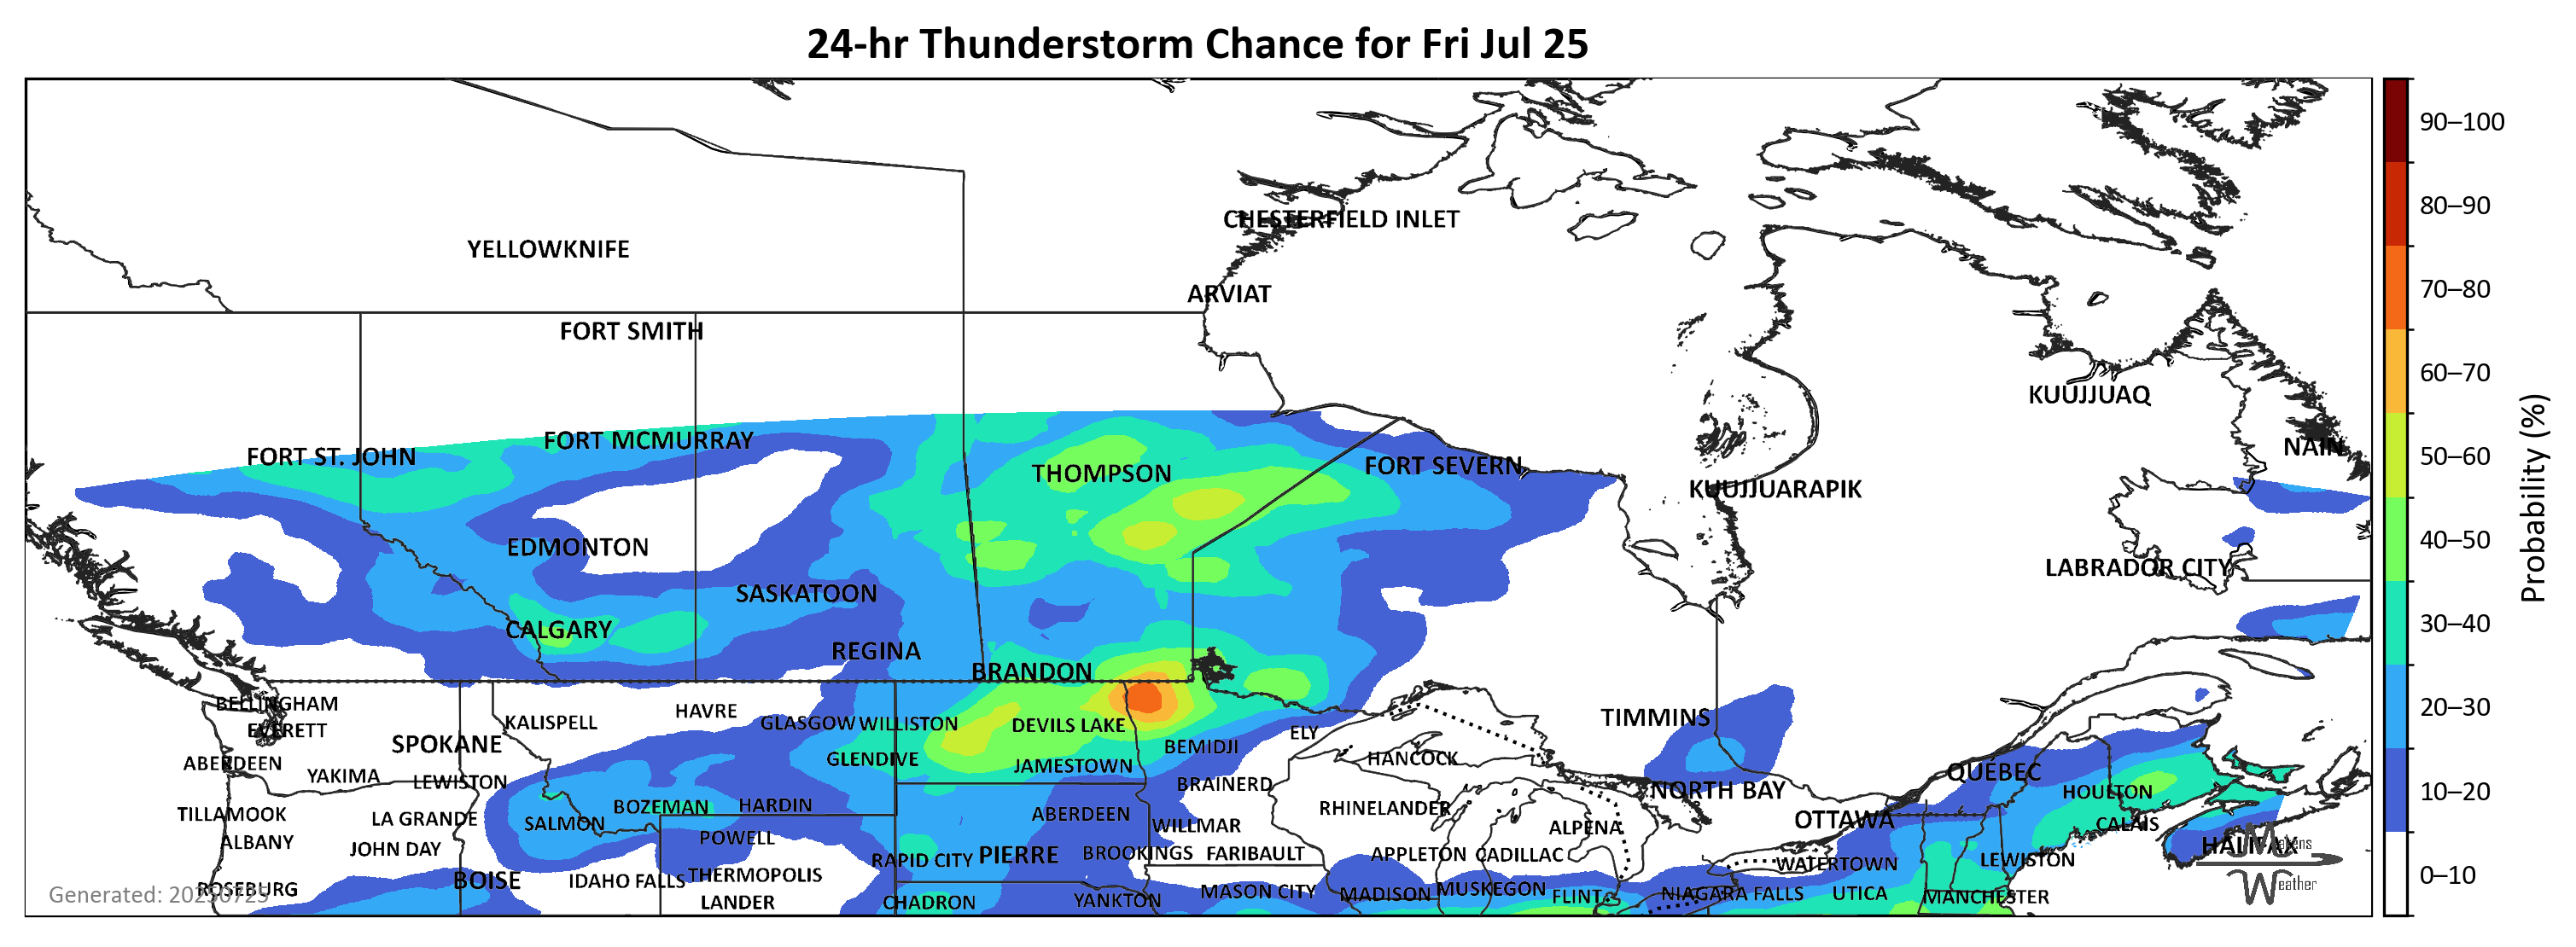 24-hr Thunderstorm Chance for Fri Jul 25
90–100
80–90
CHESTERFIELD INLET
YELLOWKNIFE
70–80
ARVIAT
FORT SMITH
60–70
KUUJJUAQ
FORT MCMURRAY
NAIN
FORT ST. JOHN
50–60
FORT SEVERN
THOMPSON
KUUJJUARAPIK
Probability (%)
40–50
EDMONTON
LABRADOR CITY
SASKATOON
30–40
CALGARY
REGINA
BRANDON
BELLINGHAM
20–30
HAVRE
TIMMINS
KALISPELL
GLASGOW
WILLISTON
DEVILS LAKE
EVERETT
ELY
SPOKANE
BEMIDJI
HANCOCK
GLENDIVE
ABERDEEN
JAMESTOWN
QUÉBEC
YAKIMA
LEWISTON
BRAINERD
NORTH BAY
HOULTON
10–20
BOZEMAN
HARDIN
RHINELANDER
TILLAMOOK
ABERDEEN
LA GRANDE
OTTAWA
SALMON
CALAIS
WILLMAR
ALPENA
POWELL
ALBANY
HALIFAX
Makens
Weather
JOHN DAY
BROOKINGS
FARIBAULT
APPLETON
CADILLAC
PIERRE
RAPID CITY
LEWISTON
WATERTOWN
THERMOPOLIS
0–10
BOISE
IDAHO FALLS
ROSEBURG
MUSKEGON
MASON CITY
MADISON
NIAGARA FALLS
UTICA
Generated: 20250725
FLINT
MANCHESTER
LANDER
CHADRON
YANKTON